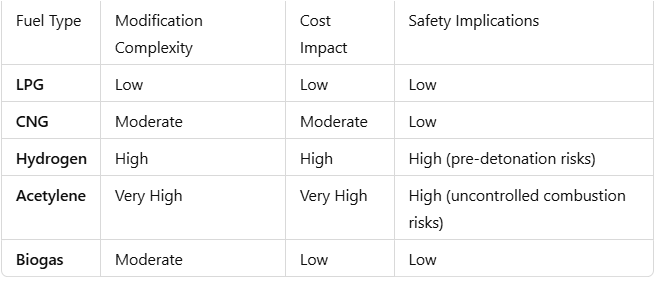 Fuel Type Modification Complexity Cost Impact Safety Implications
LPG Low Low Low
CNG Moderate Moderate Low
Hydrogen High High High (pre-detonation risks)
Acetylene Very High Very High High (uncontrolled combustion risks)
Biogas Moderate Low Low